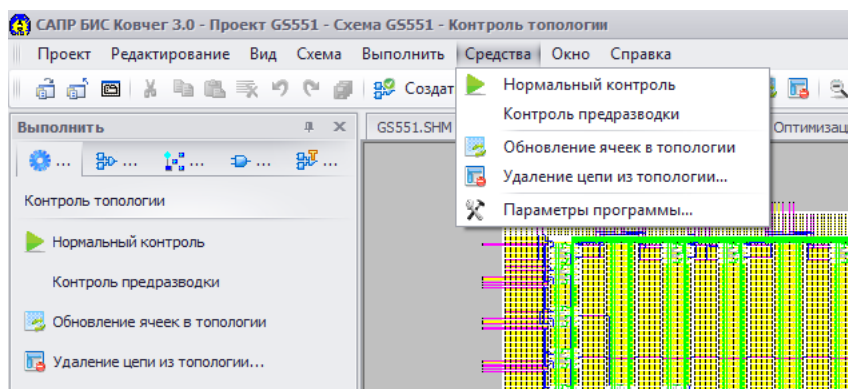 САПР БИС Ковчег 3.0 - Проект GS551 - Схема GS551 - Контроль топологии
Проект Редактирование Вид Схема Выполнить Средства Окно Справка
Создат
Нормальный контроль
Контроль предразводки
Обновление ячеек в топологии
Удаление цепи из топологии...
Параметры программы...
Выполнить
GS551.SHM
Оптимизац
... ... ... ... ...
Контроль топологии
Нормальный контроль
Контроль предразводки
Обновление ячеек в топологии
Удаление цепи из топологии...